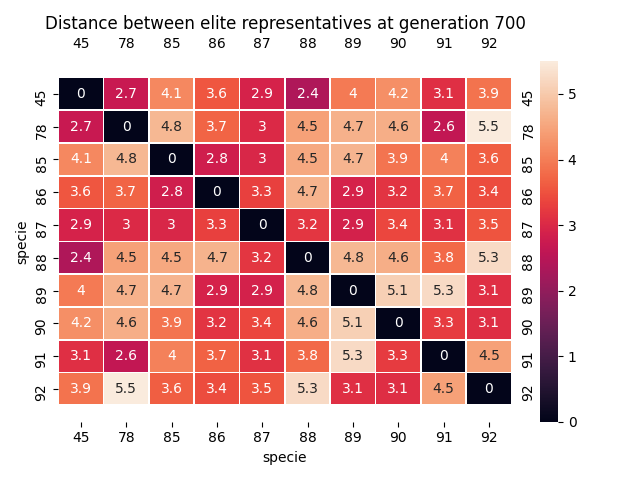 Distance between elite representatives at generation 700
45 78 85 86 87 88 89 90 91 92
45 0 2.7 4.1 3.6 2.9 2.4 4 4.2 3.1 3.9 45
78 2.7 0 4.8 3.7 3 4.5 4.7 4.6 2.6 5.5 78
85 4.1 4.8 0 2.8 3 4.5 4.7 3.9 4 3.6 85
86 3.6 3.7 2.8 0 3.3 4.7 2.9 3.2 3.7 3.4 86
87 2.9 3 3 3.3 0 3.2 2.9 3.4 3.1 3.5 87
88 2.4 4.5 4.5 4.7 3.2 0 4.8 4.6 3.8 5.3 88
89 4 4.7 4.7 2.9 2.9 4.8 0 5.1 5.3 3.1 89
90 4.2 4.6 3.9 3.2 3.4 4.6 5.1 0 3.3 3.1 90
91 3.1 2.6 4 3.7 3.1 3.8 5.3 3.3 0 4.5 91
92 3.9 5.5 3.6 3.4 3.5 5.3 3.1 3.1 4.5 0 92
45 78 85 86 87 88 89 90 91 92
specie
specie
5
4
3
2
1
0